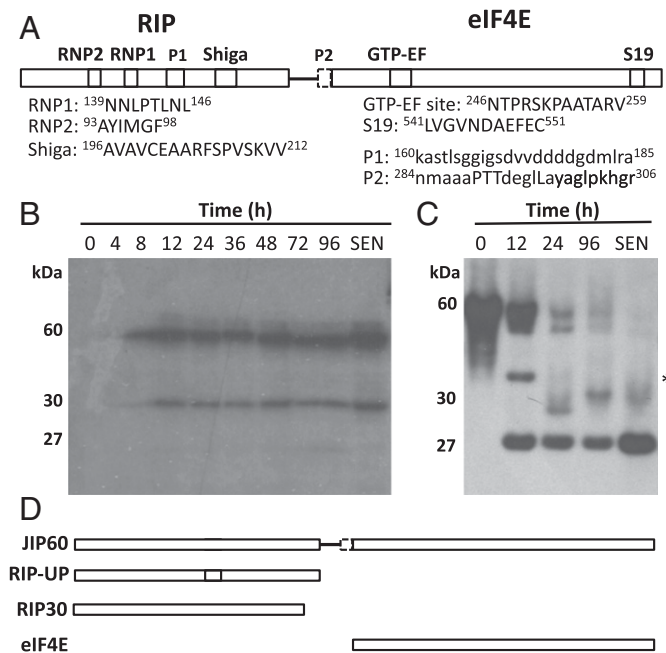 A RIP eIF4E
RNP2 RNP1 P1 Shiga P2 GTP-EF S19
RNP1: ¹³⁹NNLPTLNL¹⁴⁶ GTP-EF site: ²⁴⁶NTPRSKPAATARV²⁵⁹
RNP2: ⁹³AYIMGF⁹⁸ S19: ⁵⁴¹LVGVNDAEFEC⁵⁵¹
Shiga: ¹⁹⁶AVAVCEAARFSPVSKVV²¹²
P1: ¹⁶⁰kastlsggigsdvvddddgdmlra¹⁸⁵
P2: ²⁸⁴nmaaaPTTdeglLayaglpkhgr³⁰⁶
B Time (h)
0 4 8 12 24 36 48 72 96 SEN
kDa
60
30
27
C Time (h)
0 12 24 96 SEN
kDa
60
30
27
*
D
JIP60
RIP-UP
RIP30
eIF4E